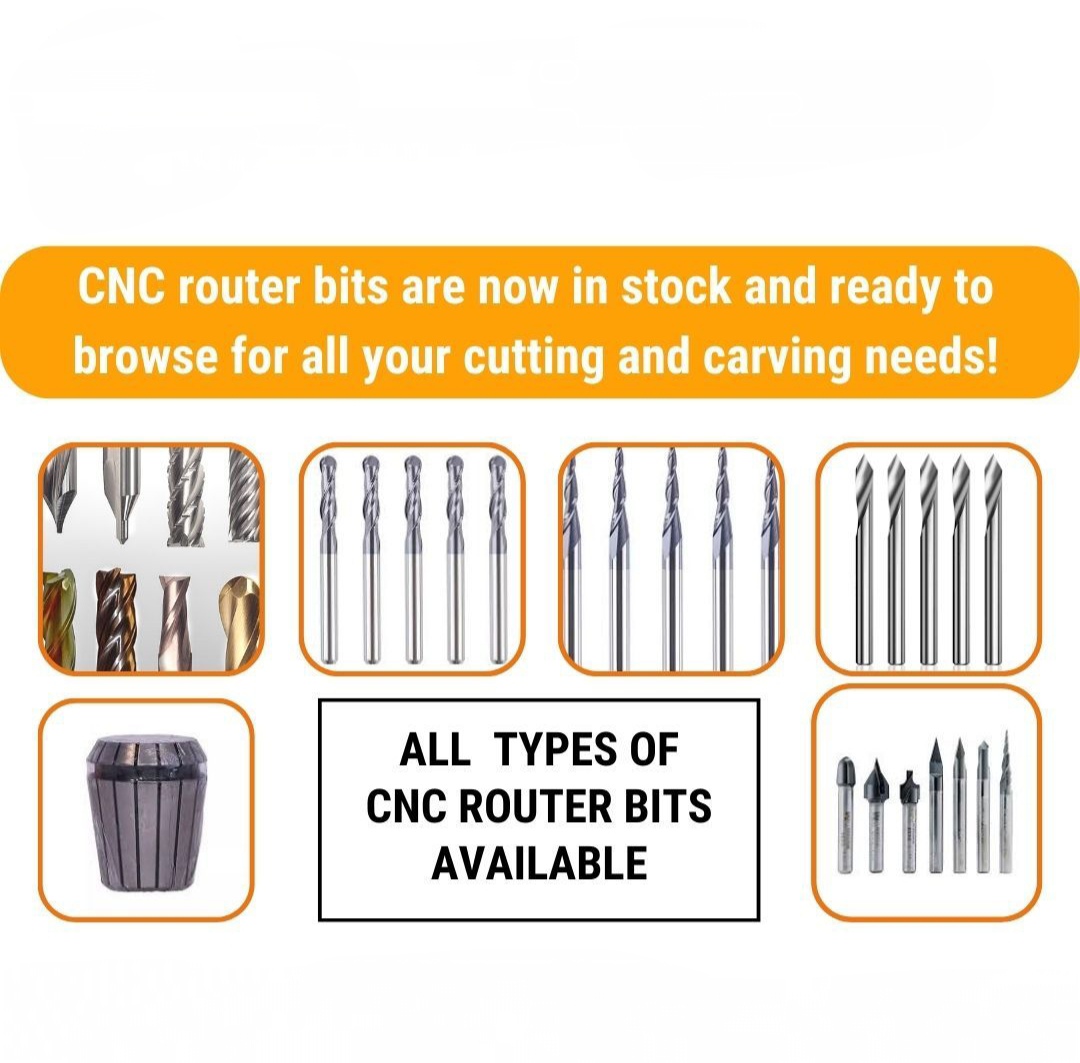 CNC router bits are now in stock and ready to
browse for all your cutting and carving needs!
ALL TYPES OF
CNC ROUTER BITS
AVAILABLE